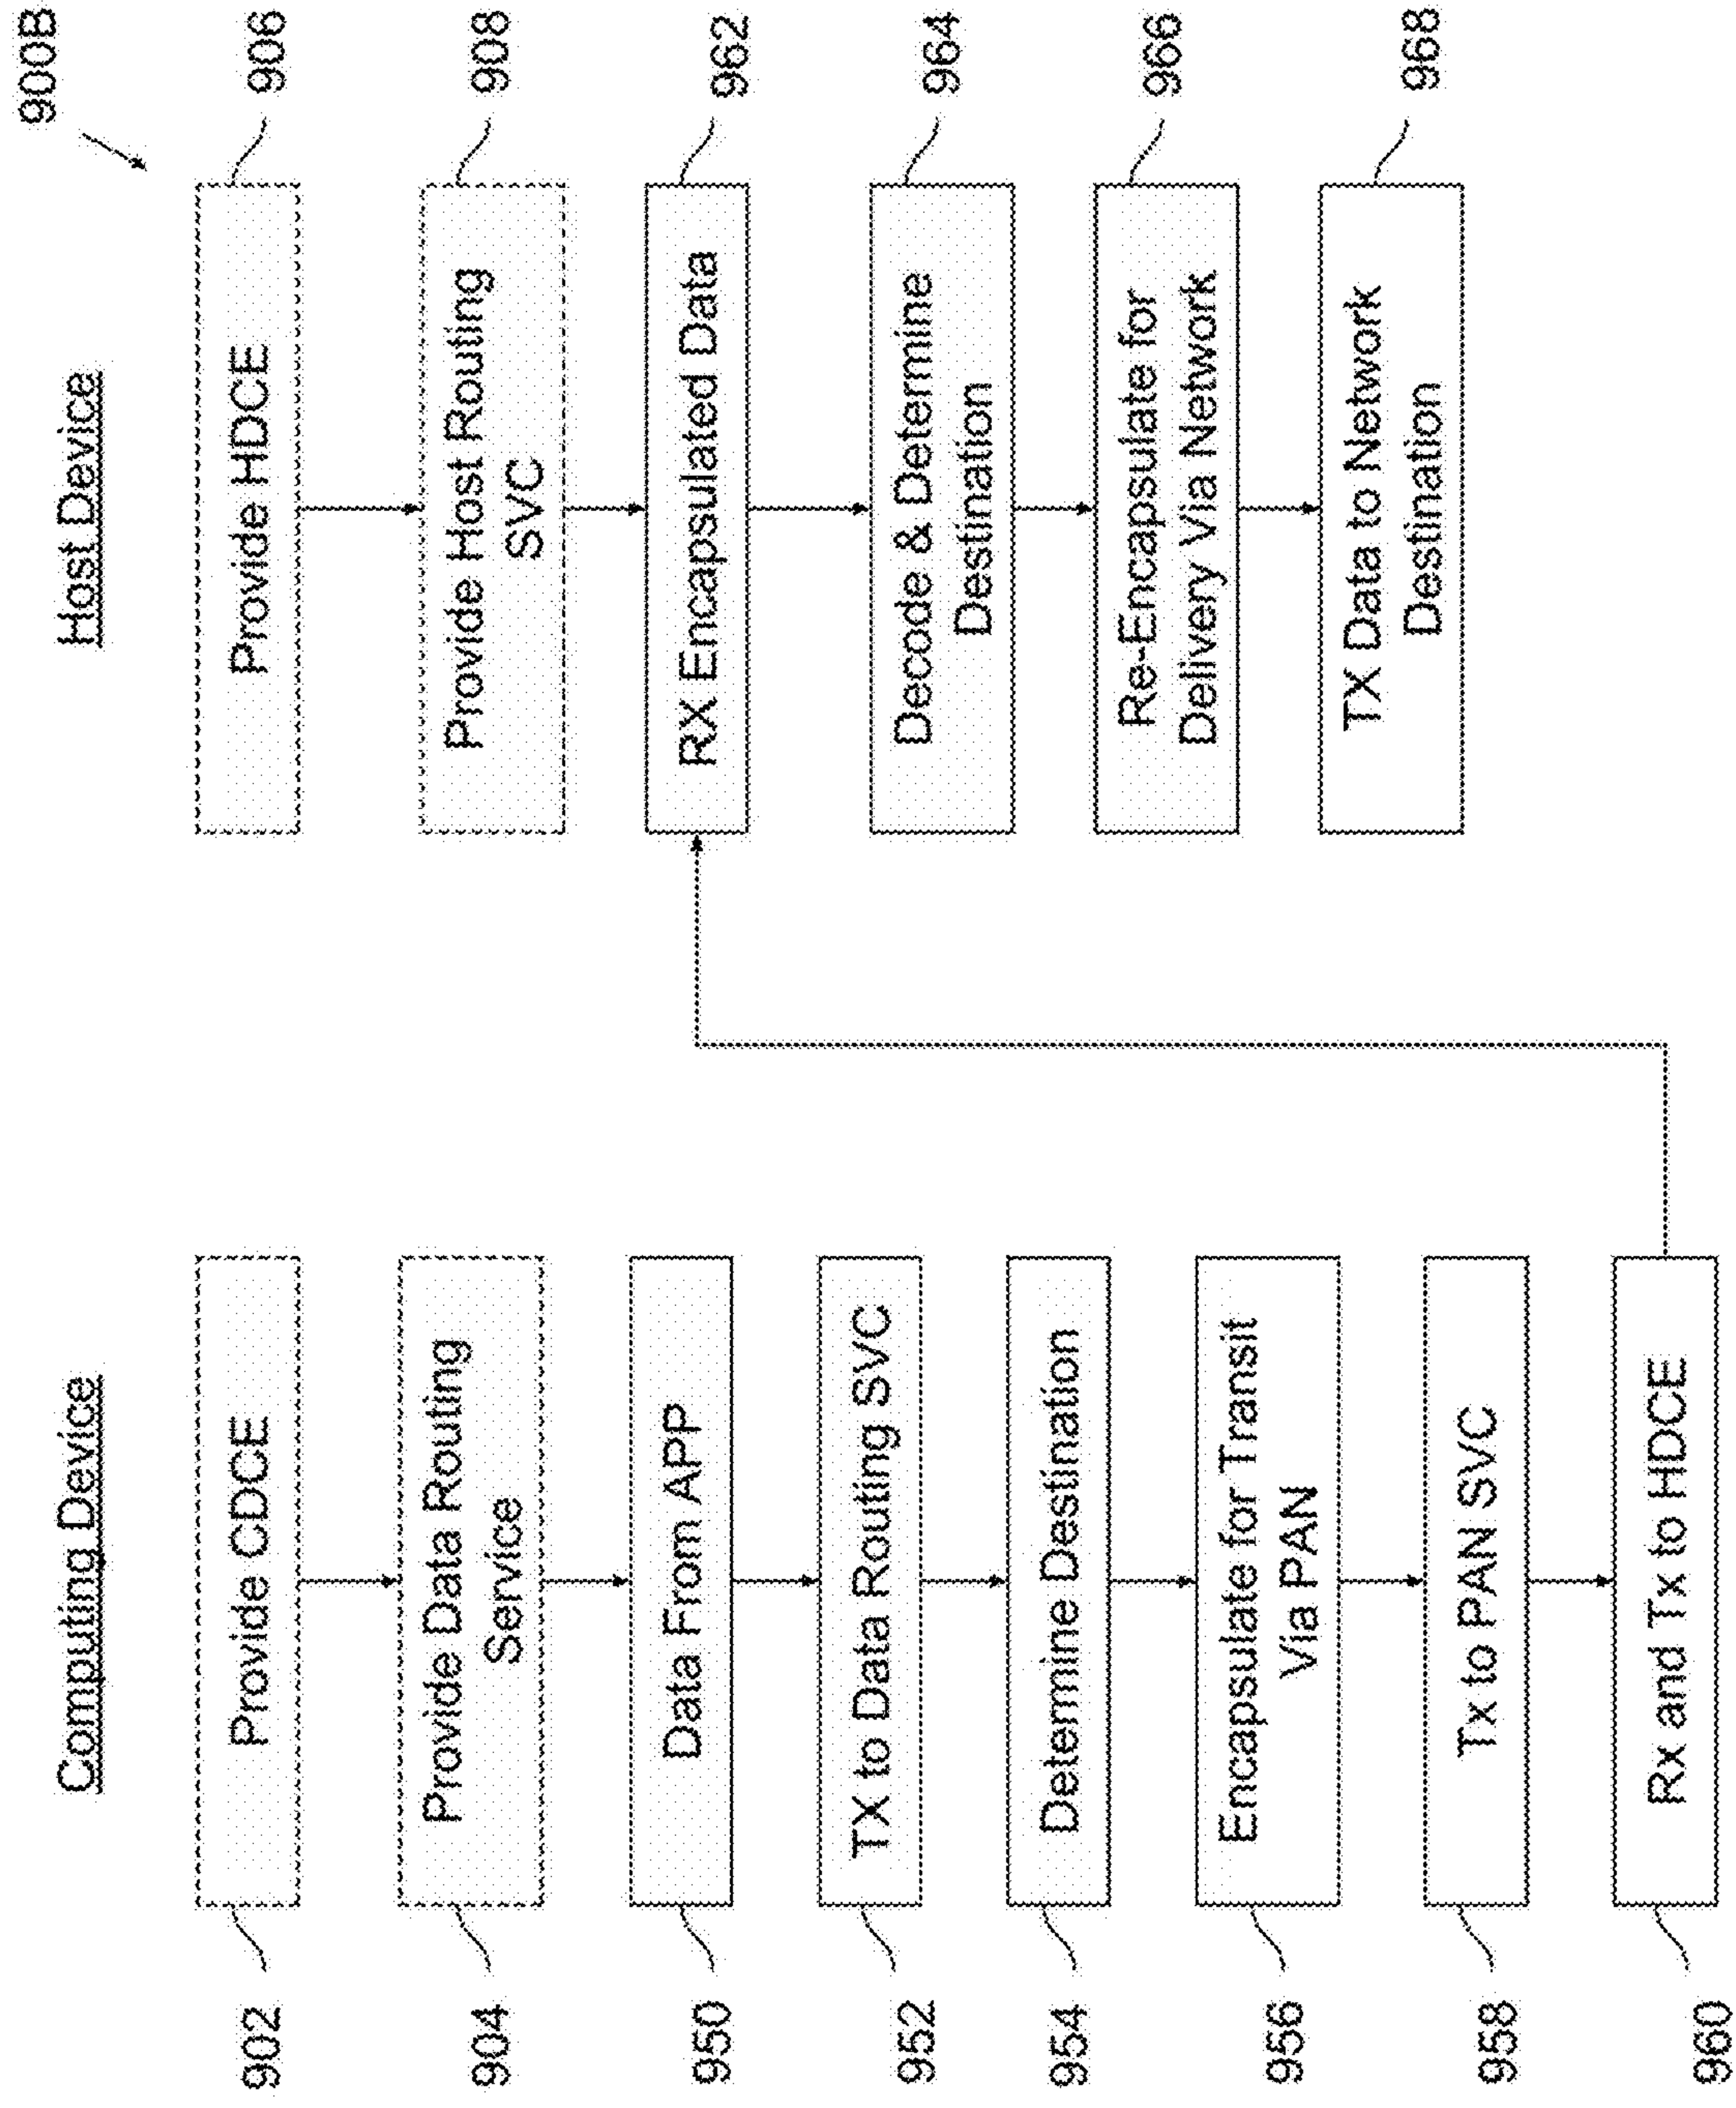 900B
Computing Device
902
Provide CDCE
904
Provide Data Routing
Service
950
Data From APP
952
TX to Data Routing SVC
954
Determine Destination
956
Encapsulate for Transit
Via PAN
958
Tx to PAN SVC
960
Rx and Tx to HDCE
Host Device
Provide HDCE
906
Provide Host Routing
SVC
908
RX Encapsulated Data
962
Decode & Determine
Destination
964
Re-Encapsulate for
Delivery Via Network
966
TX Data to Network
Destination
968